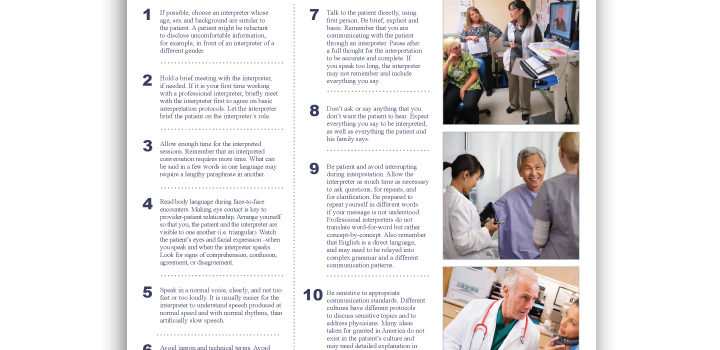 1
If possible, choose an interpreter whose
age, sex and background are similar to
the patient. A patient might be reluctant
to disclose uncomfortable information,
for example, in front of an interpreter of a
different gender.
2
Hold a brief meeting with the interpreter,
if needed. If it is your first time working
with a professional interpreter, briefly meet
with the interpreter first to agree on basic
interpretation protocols. Let the interpreter
brief the patient on the interpreter's role.
3
Allow enough time for the interpreted
sessions. Remember that an interpreted
conversation requires more time. What can
be said in a few words in one language may
require a lengthy paraphrase in another.
4
Read body language during face-to-face
encounters. Making eye contact is key to
provider-patient relationship. Arrange yourself
so that you, the patient and the interpreter are
visible to one another (i.e. triangular). Watch
the patient's eyes and facial expression –when
you speak and when the interpreter speaks.
Look for signs of comprehension, confusion,
agreement, or disagreement.
5
Speak in a normal voice, clearly, and not too
fast or too loudly. It is usually easier for the
interpreter to understand speech produced at
normal speed and with normal rhythms, than
artificially slow speech.
6
Avoid jargon and technical terms. Avoid
7
Talk to the patient directly, using
first person. Be brief, explicit and
basic. Remember that you are
communicating with the patient
through an interpreter. Pause after
a full thought for the interpretation
to be accurate and complete. If
you speak too long, the interpreter
may not remember and include
everything you say.
8
Don't ask or say anything that you
don't want the patient to hear. Expect
everything you say to be interpreted,
as well as everything the patient and
his family says.
9
Be patient and avoid interrupting
during interpretation. Allow the
interpreter as much time as necessary
to ask questions, for repeats, and
for clarification. Be prepared to
repeat yourself in different words
if your message is not understood.
Professional interpreters do not
translate word-for-word but rather
concept-by-concept. Also remember
that English is a direct language,
and may need to be relayed into
complex grammar and a different
communication patterns.
10
Be sensitive to appropriate
communication standards. Different
cultures have different protocols
to discuss sensitive topics and to
address physicians. Many ideas
taken for granted in America do not
exist in the patient's culture and
may need detailed explanation in